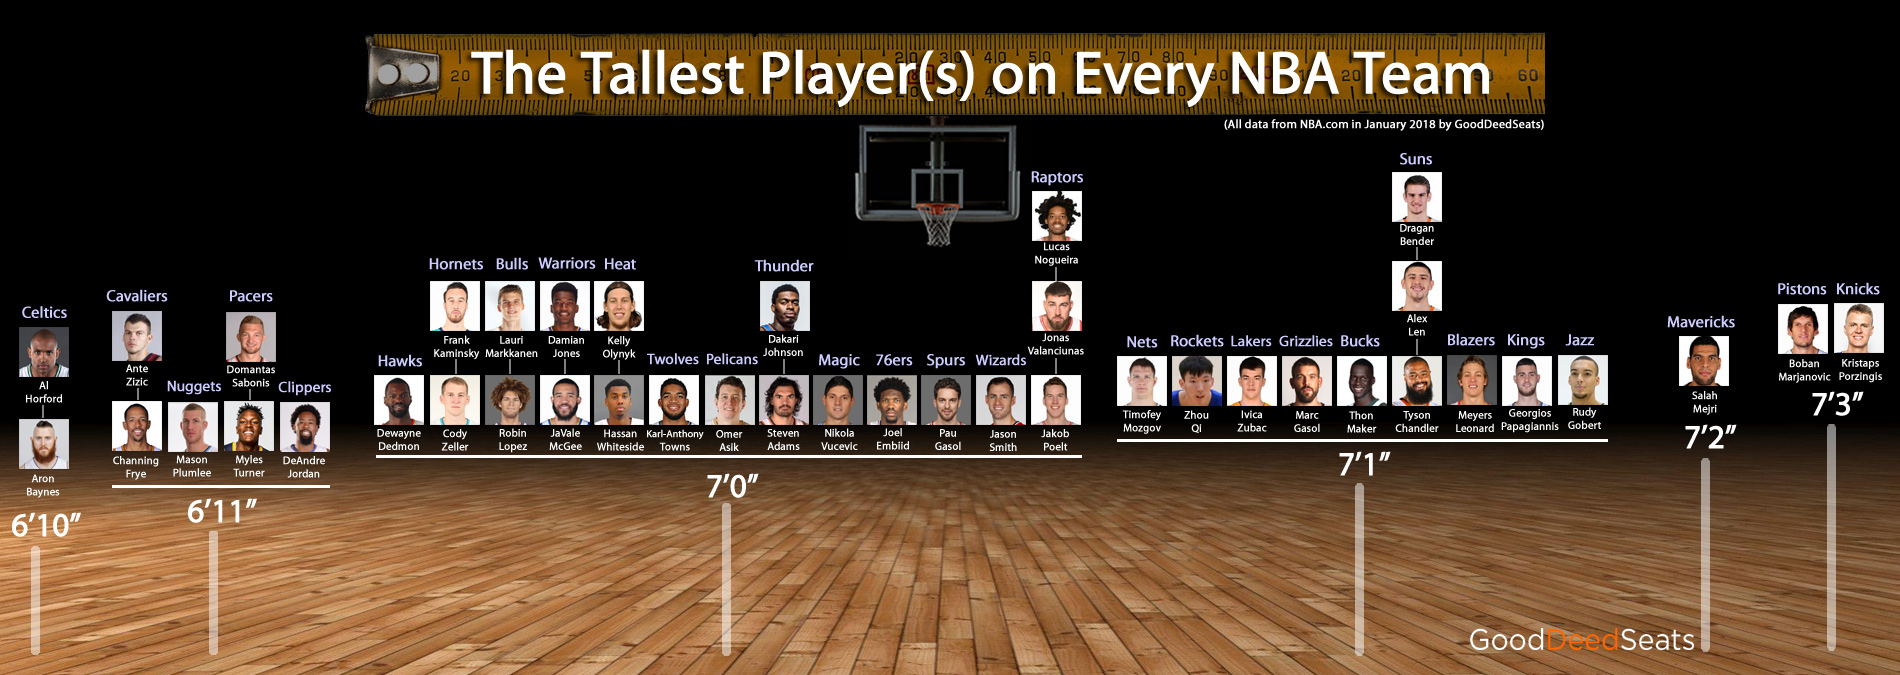 The Tallest Player(s) on Every NBA Team
(All data from NBA.com in January 2018 by GoodDeedSeats)
Celtics
Al
Horford
Aron
Baynes
6'10"
Cavaliers
Ante
Zizic
Channing
Frye
Nuggets
Mason
Plumlee
Pacers
Domantas
Sabonis
Myles
Turner
Clippers
DeAndre
Jordan
6'11"
Hawks
Dewayne
Dedmon
Hornets
Frank
Kaminsky
Cody
Zeller
Bulls
Lauri
Markkanen
Robin
Lopez
Warriors
Damian
Jones
JaVale
McGee
Heat
Kelly
Olynyk
Hassan
Whiteside
Twolves
Karl-Anthony
Towns
Pelicans
Omer
Asik
Thunder
Dakari
Johnson
Steven
Adams
Magic
Nikola
Vucevic
76ers
Joel
Embiid
Spurs
Pau
Gasol
Wizards
Jason
Smith
Raptors
Lucas
Nogueira
Jonas
Valanciunas
Jakob
Poelt
7'0"
Nets
Timofey
Mozgov
Rockets
Zhou
Qi
Lakers
Ivica
Zubac
Grizzlies
Marc
Gasol
Bucks
Thon
Maker
Suns
Dragan
Bender
Alex
Len
Tyson
Chandler
Blazers
Meyers
Leonard
Kings
Georgios
Papagiannis
Jazz
Rudy
Gobert
7'1"
Mavericks
Salah
Mejri
7'2"
Pistons
Boban
Marjanovic
Knicks
Kristaps
Porzingis
7'3"
GoodDeedSeats